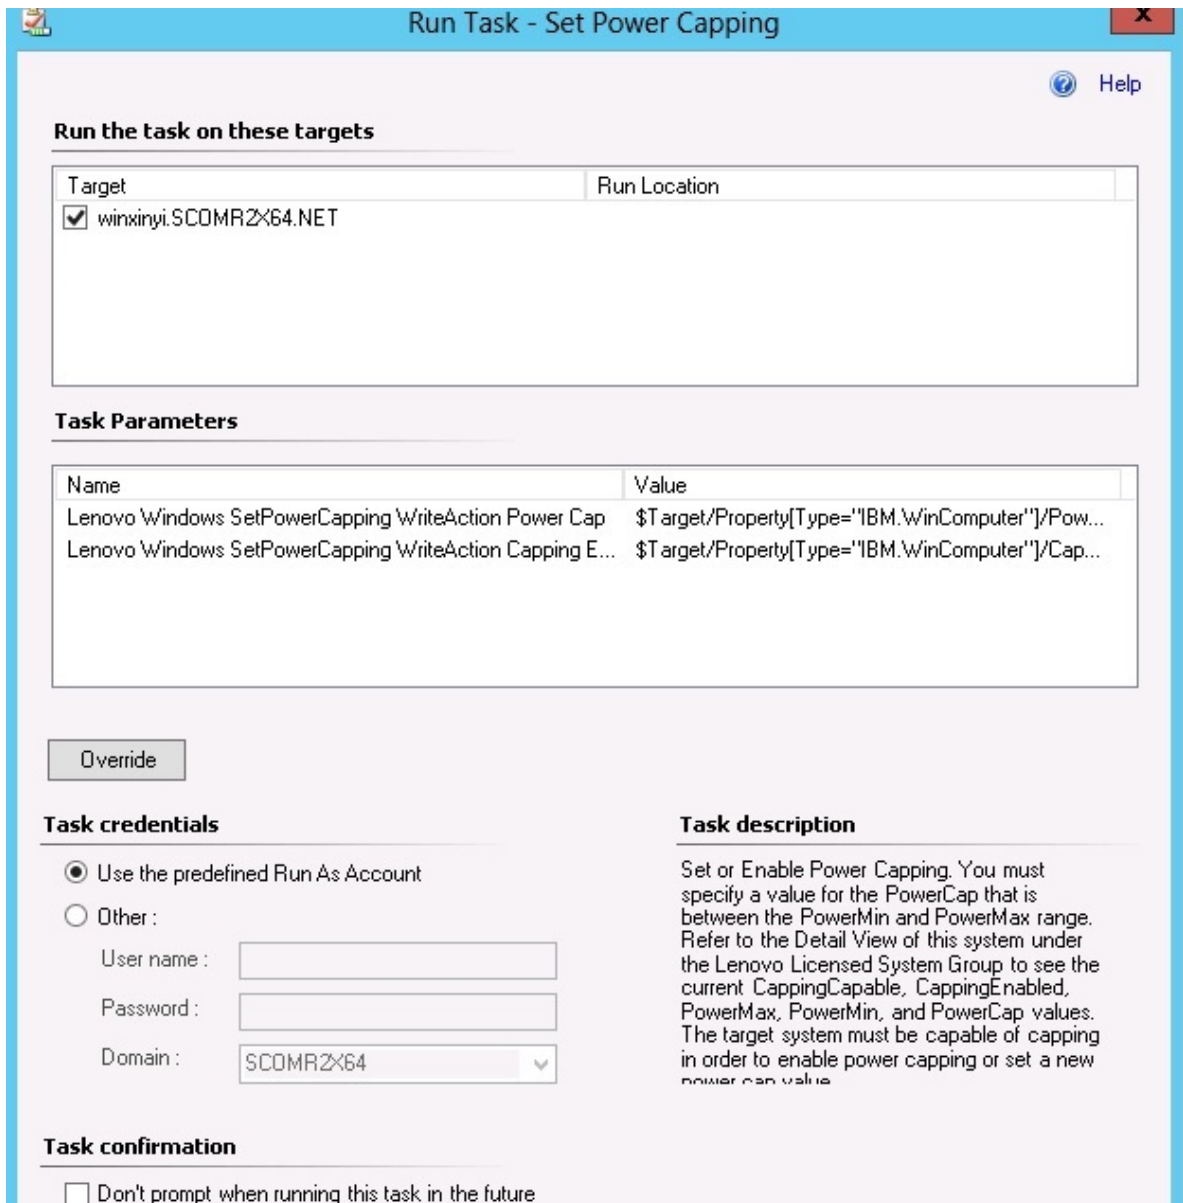 Run Task - Set Power Capping
X
Help
Run the task on these targets
Target Run Location
winxinyi.SCOMR2X64.NET
Task Parameters
Name Value
Lenovo Windows SetPowerCapping WriteAction Power Cap $Target/Property[Type="IBM.WinComputer"]/Pow...
Lenovo Windows SetPowerCapping WriteAction Capping E... $Target/Property[Type="IBM.WinComputer"]/Cap...
Override
Task credentials
Use the predefined Run As Account
Other :
User name :
Password :
Domain : SCOMR2X64
Task description
Set or Enable Power Capping. You must
specify a value for the PowerCap that is
between the PowerMin and PowerMax range.
Refer to the Detail View of this system under
the Lenovo Licensed System Group to see the
current CappingCapable, CappingEnabled,
PowerMax, PowerMin, and PowerCap values.
The target system must be capable of capping
in order to enable power capping or set a new
power cap value
Task confirmation
Don't prompt when running this task in the future